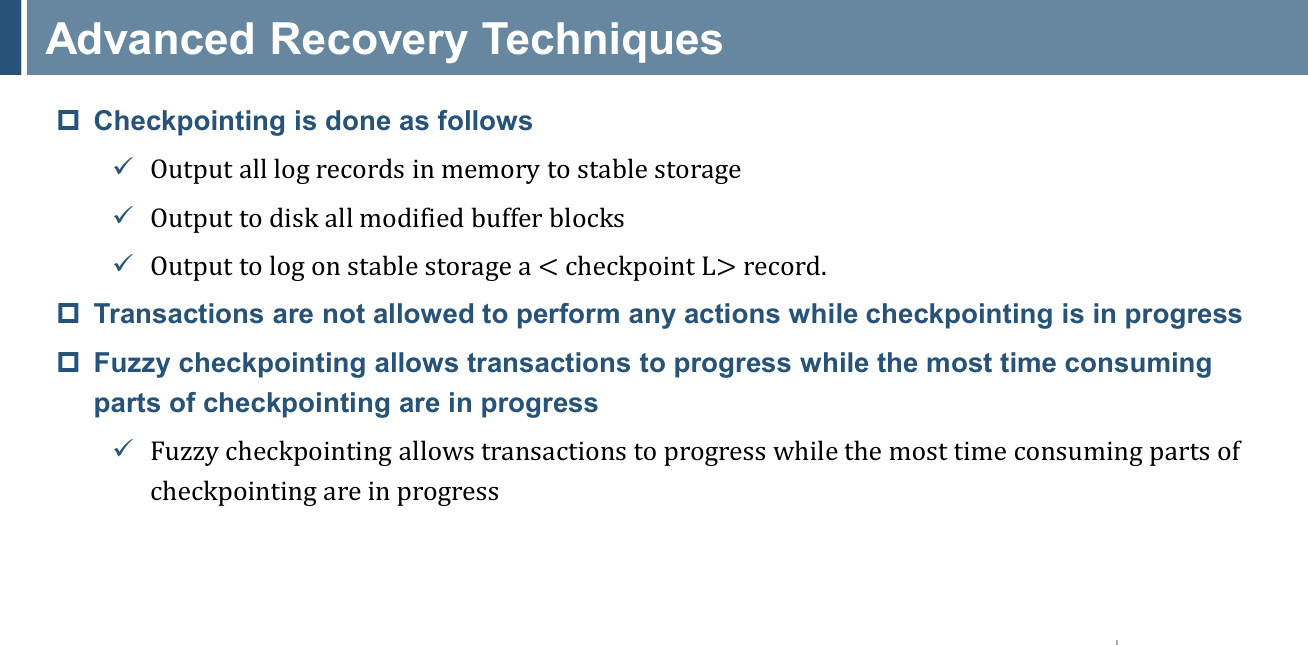 Advanced Recovery Techniques
Checkpointing is done as follows
Output all log records in memory to stable storage
Output to disk all modified buffer blocks
Output to log on stable storage a < checkpoint L> record.
Transactions are not allowed to perform any actions while checkpointing is in progress
Fuzzy checkpointing allows transactions to progress while the most time consuming
parts of checkpointing are in progress
Fuzzy checkpointing allows transactions to progress while the most time consuming parts of
checkpointing are in progress